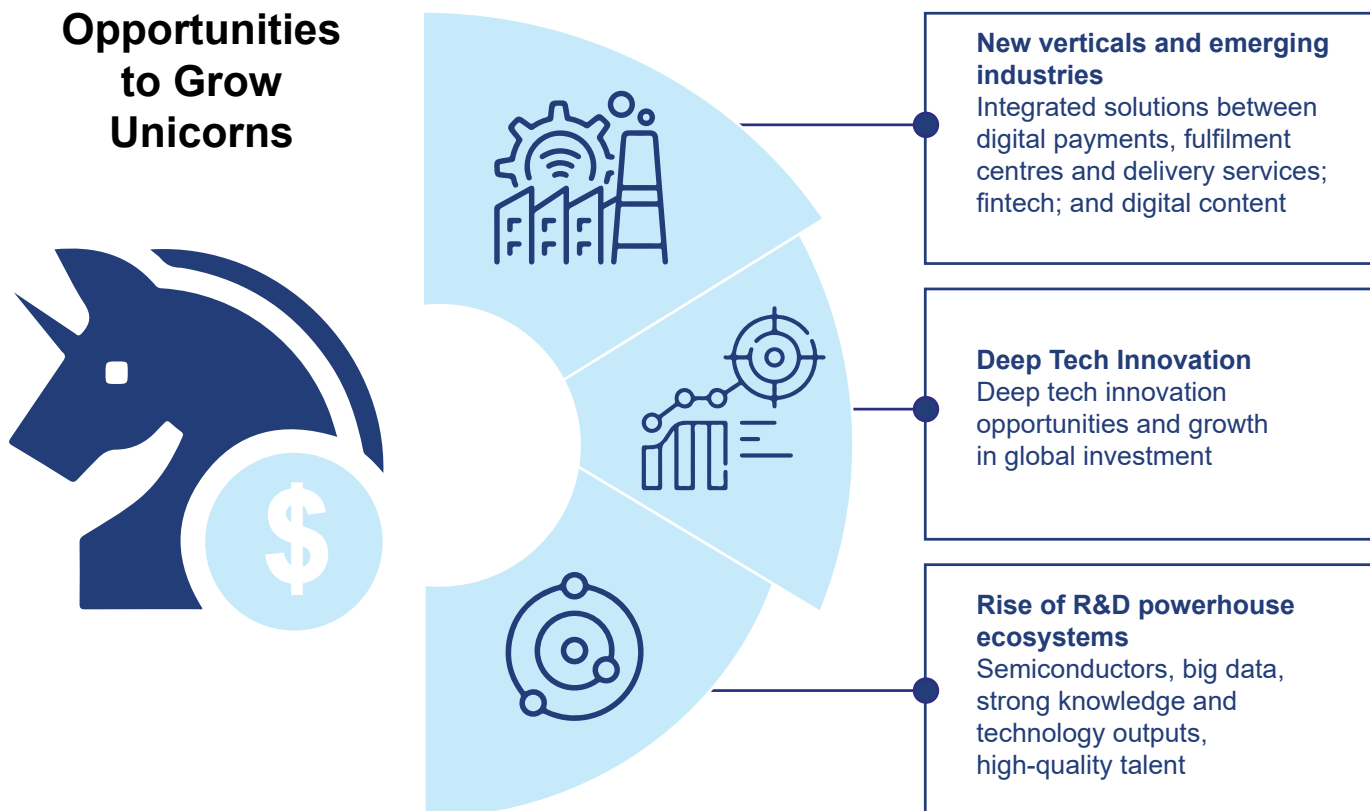 Opportunities
to Grow
Unicorns
$
New verticals and emerging
industries
Integrated solutions between
digital payments, fulfilment
centres and delivery services;
fintech; and digital content
Deep Tech Innovation
Deep tech innovation
opportunities and growth
in global investment
Rise of R&D powerhouse
ecosystems
Semiconductors, big data,
strong knowledge and
technology outputs,
high-quality talent